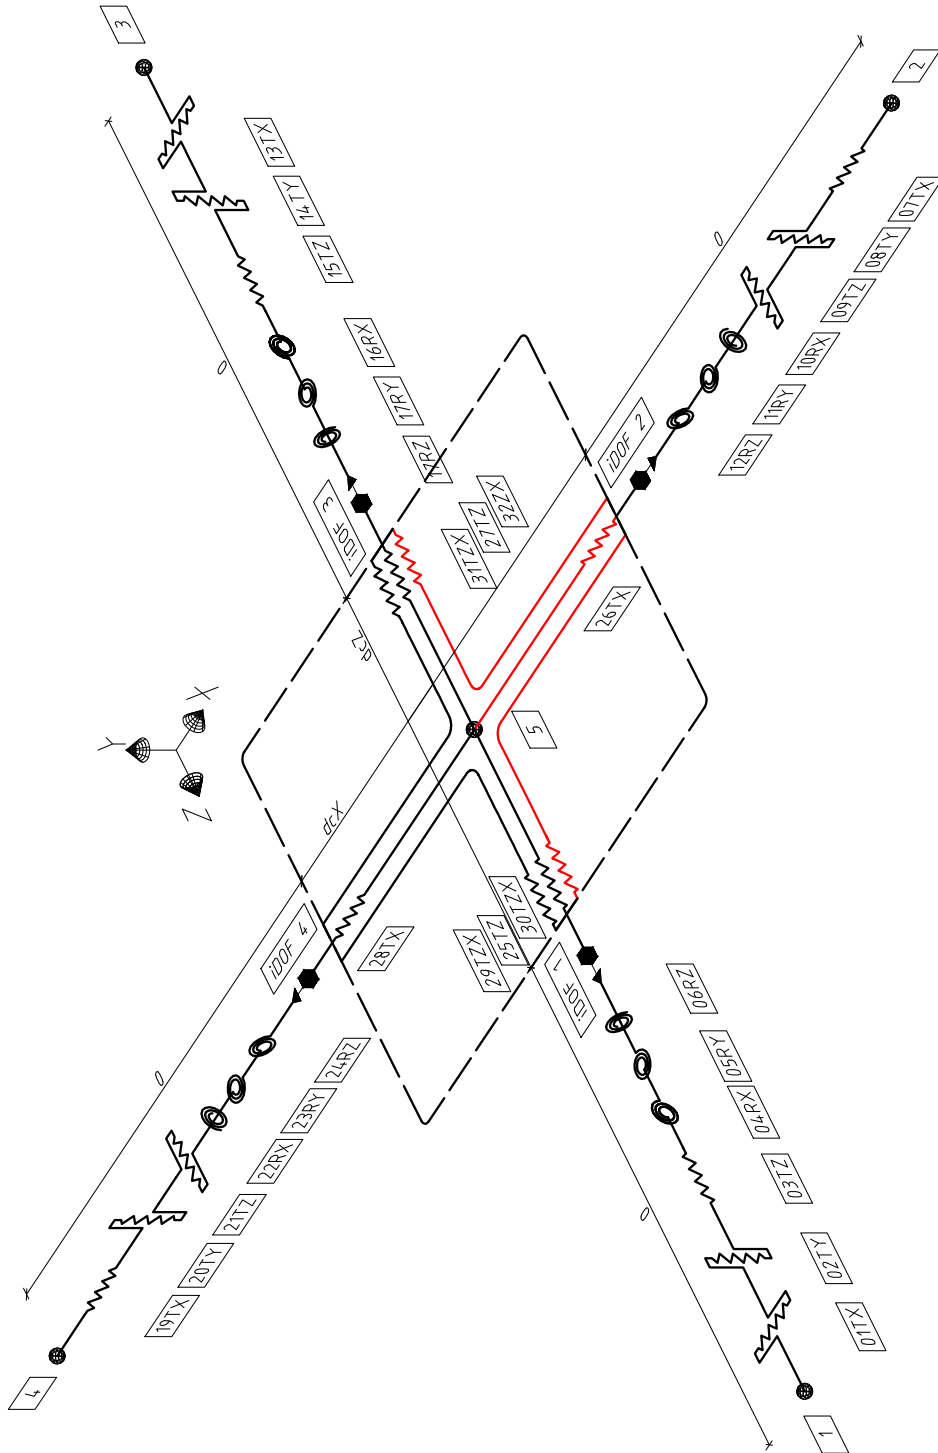 3
2
13TX
14TY
15TZ
07TX
08TY
09TZ
10RX
11RY
12RZ
0
0
16RX
17RY
17RZ
iDOF 2
iDOF 3
32ZX
27TZ
31TZX
26TX
dcZ
5
Y
X
Z
dcX
iDOF 4
28TX
30TZX
25TZ
29TZX
iDOF 1
06RZ
05RY
04RX
03TZ
02TY
01TX
0
0
24RZ
23RY
22RX
21TZ
20TY
19TX
4
1